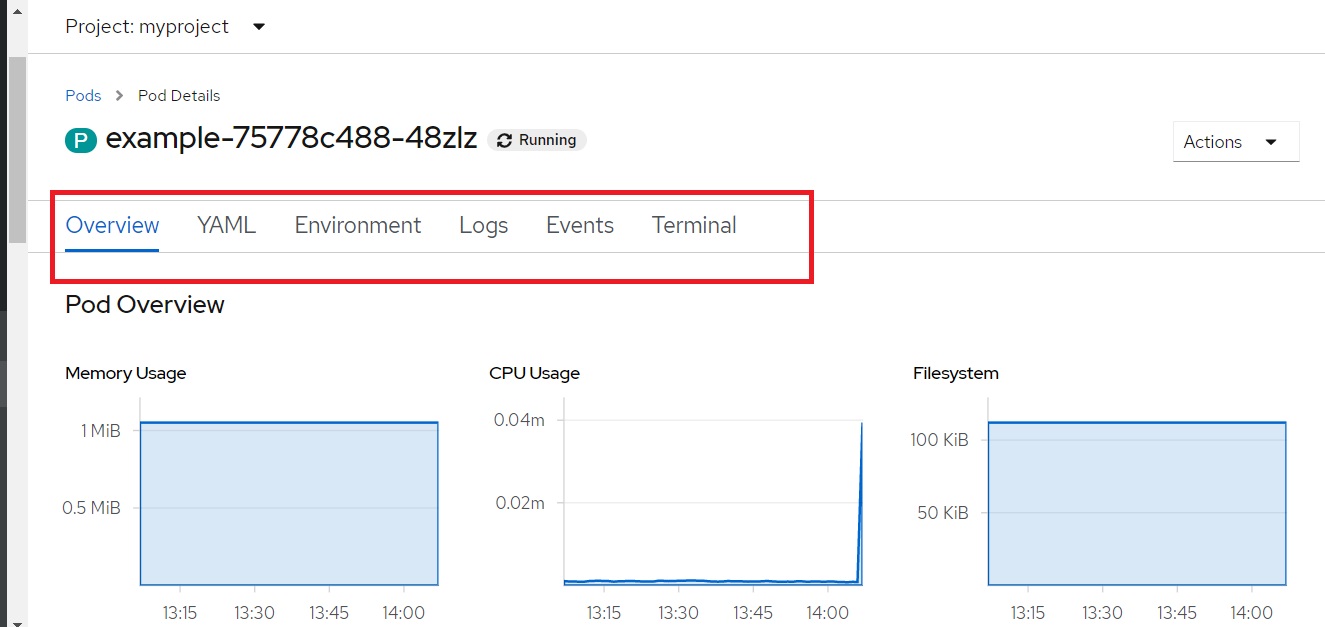 Project: myproject
Pods > Pod Details
P example-75778c488-48zlz Running
Actions
Overview YAML Environment Logs Events Terminal
Pod Overview
Memory Usage
1 MiB
0.5 MiB
13:15 13:30 13:45 14:00
CPU Usage
0.04m
0.02m
13:15 13:30 13:45 14:00
Filesystem
100 KiB
50 KiB
13:15 13:30 13:45 14:00